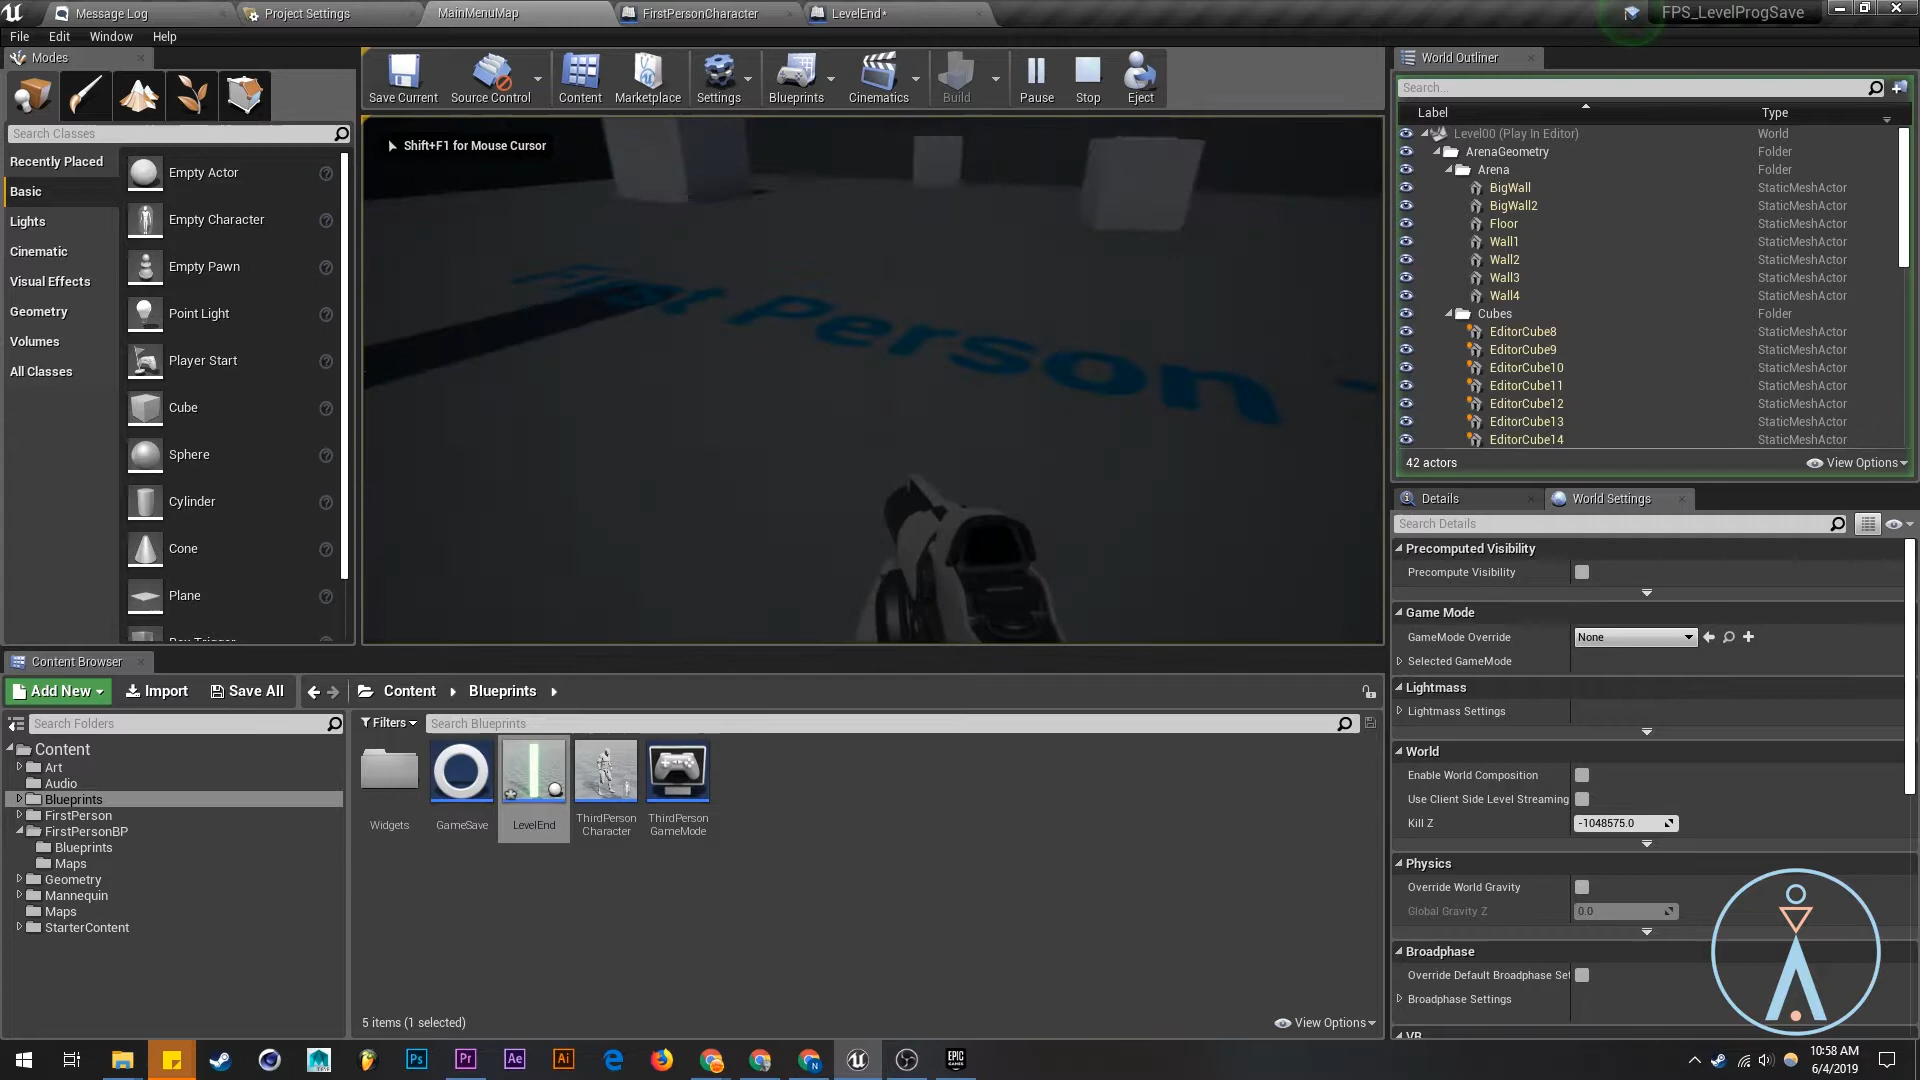 Message Log
Project Settings
MainMenuMap
FirstPersonCharacter
LevelEnd*
FPS_LevelProgSave
File
Edit
Window
Help
Modes
Save Current
Source Control
Content
Marketplace
Settings
Blueprints
Cinematics
Build
Pause
Stop
Eject
World Outliner
Search...
Label
Type
Search Classes
Recently Placed
Basic
Lights
Cinematic
Visual Effects
Geometry
Volumes
All Classes
Empty Actor
Empty Character
Empty Pawn
Point Light
Player Start
Cube
Sphere
Cylinder
Cone
Plane
Box Trigger
Shift+F1 for Mouse Cursor
First Person
Level00 (Play In Editor)
World
ArenaGeometry
Folder
Arena
Folder
BigWall
StaticMeshActor
BigWall2
StaticMeshActor
Floor
StaticMeshActor
Wall1
StaticMeshActor
Wall2
StaticMeshActor
Wall3
StaticMeshActor
Wall4
StaticMeshActor
Cubes
Folder
EditorCube8
StaticMeshActor
EditorCube9
StaticMeshActor
EditorCube10
StaticMeshActor
EditorCube11
StaticMeshActor
EditorCube12
StaticMeshActor
EditorCube13
StaticMeshActor
EditorCube14
StaticMeshActor
42 actors
View Options
Details
World Settings
Search Details
Precomputed Visibility
Precompute Visibility
Game Mode
GameMode Override
None
Selected GameMode
Lightmass
Lightmass Settings
World
Enable World Composition
Use Client Side Level Streaming
Kill Z
-1048575.0
Physics
Override World Gravity
Global Gravity Z
0.0
Broadphase
Override Default Broadphase Set
Broadphase Settings
VR
Content Browser
Add New
Import
Save All
Content
Blueprints
Search Folders
Filters
Search Blueprints
Content
Art
Audio
Blueprints
FirstPerson
FirstPersonBP
Blueprints
Maps
Geometry
Mannequin
Maps
StarterContent
Widgets
GameSave
LevelEnd
ThirdPerson
Character
ThirdPerson
GameMode
5 items (1 selected)
View Options
Ps
Pr
Ae
Ai
EPIC
GAMES
10:58 AM
6/4/2019